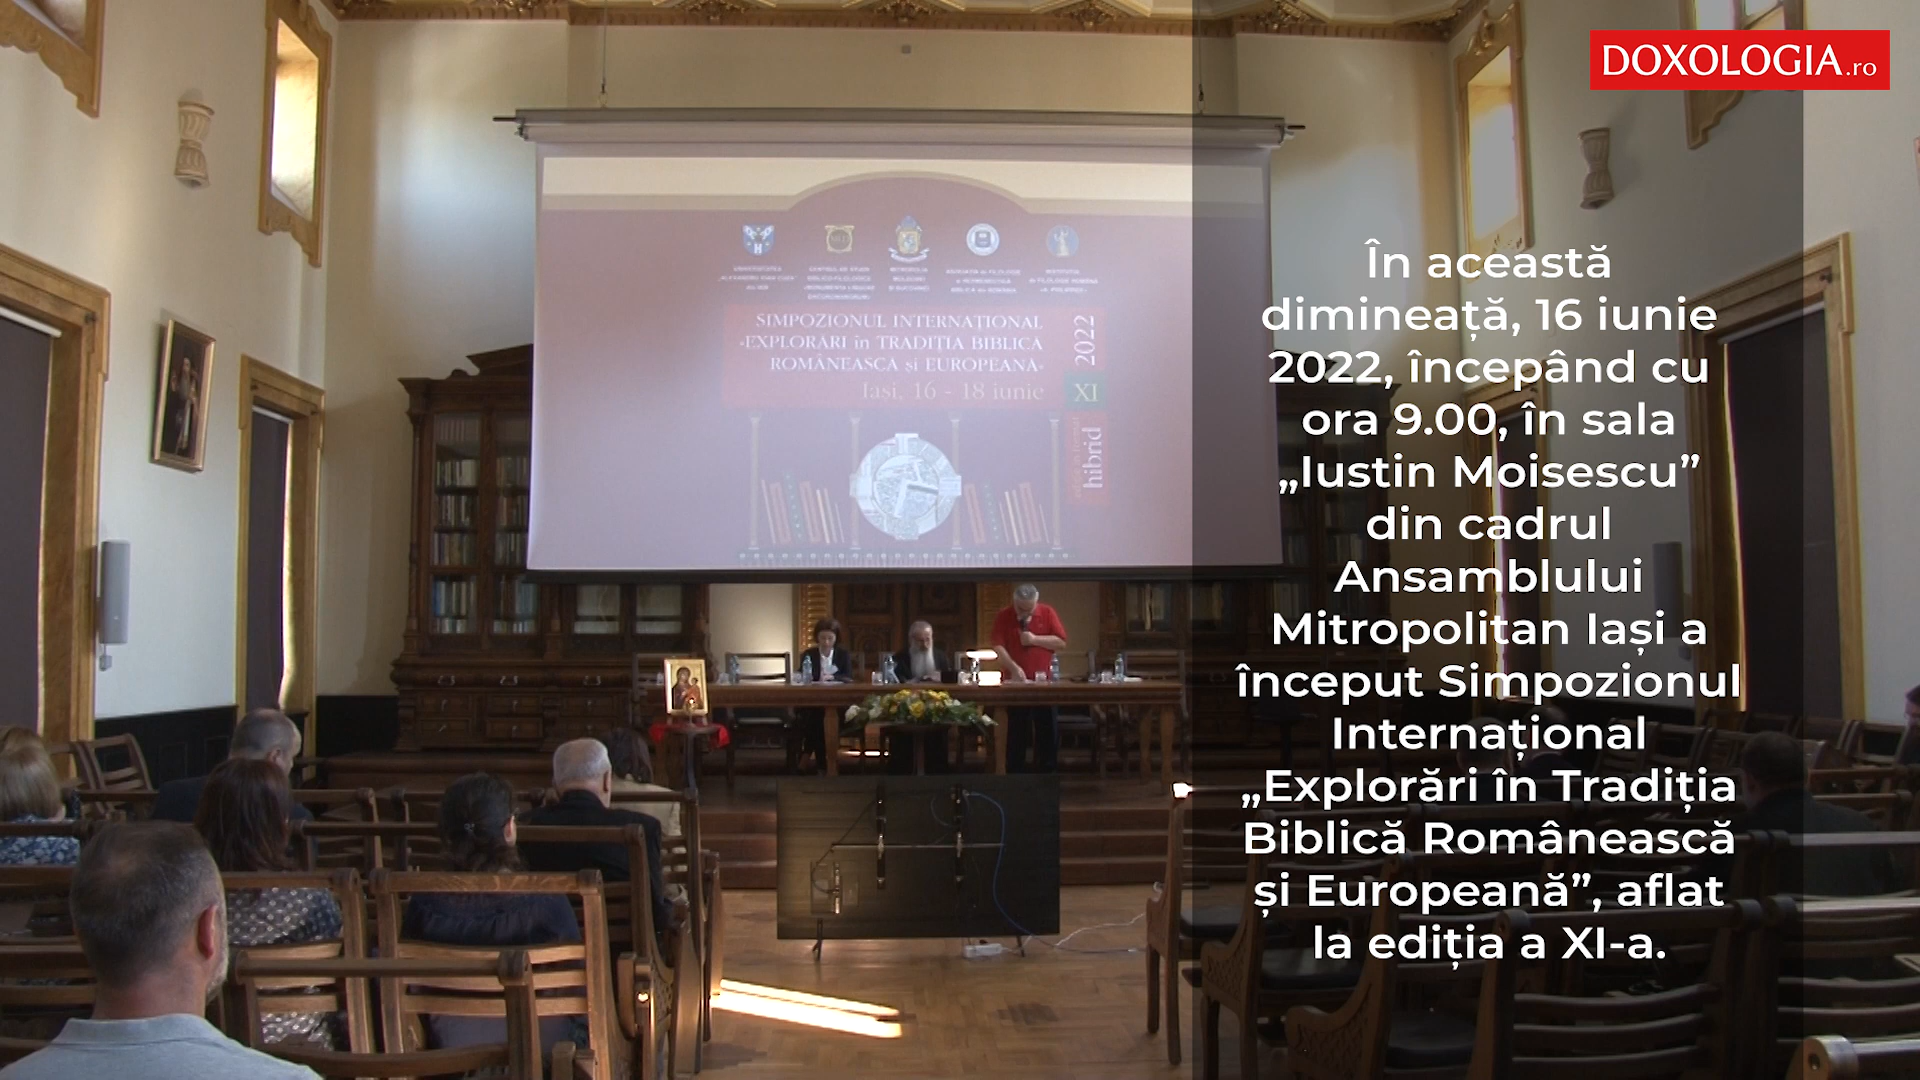 DOXOLOGIA.ro
SIMPOZIONUL INTERNAȚIONAL
«EXPLORĂRI în TRADIȚIA BIBLICĂ
ROMÂNEASCĂ și EUROPEANĂ»
Iași, 16 - 18 iunie
2022
XI
hibrid
În această
dimineață, 16 iunie
2022, începând cu
ora 9.00, în sala
„Iustin Moisescu”
din cadrul
Ansamblului
Mitropolitan Iași a
început Simpozionul
Internațional
„Explorări în Tradiția
Biblică Românească
și Europeană”, aflat
la ediția a XI-a.